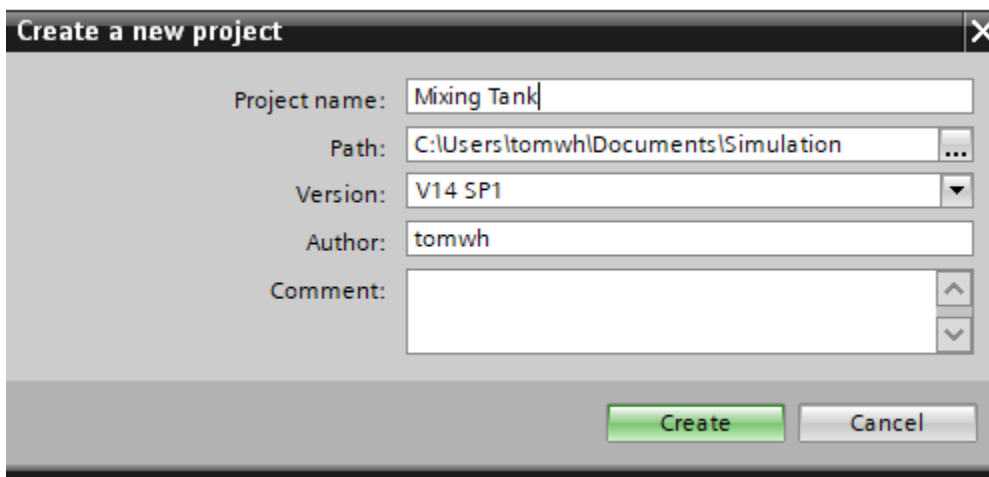 Create a new project
Project name: Mixing Tank
Path: C:\Users\tomwh\Documents\Simulation ...
Version: V14 SP1
Author: tomwh
Comment:
Create Cancel